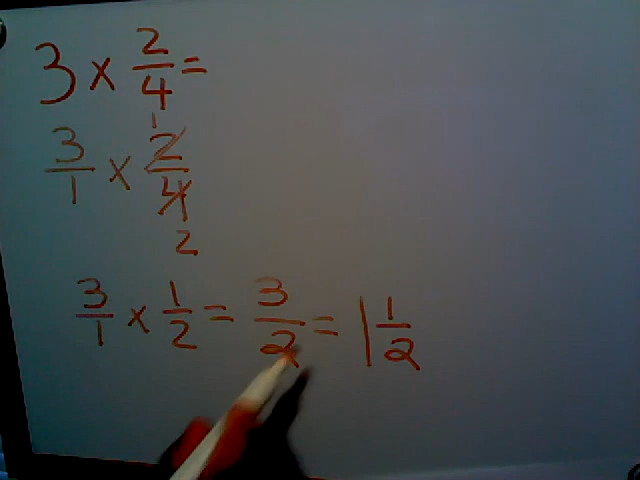 3 x 2/4 =
3/1 x 2/4 1 2
3/1 x 1/2 = 3/2 = 1 1/2